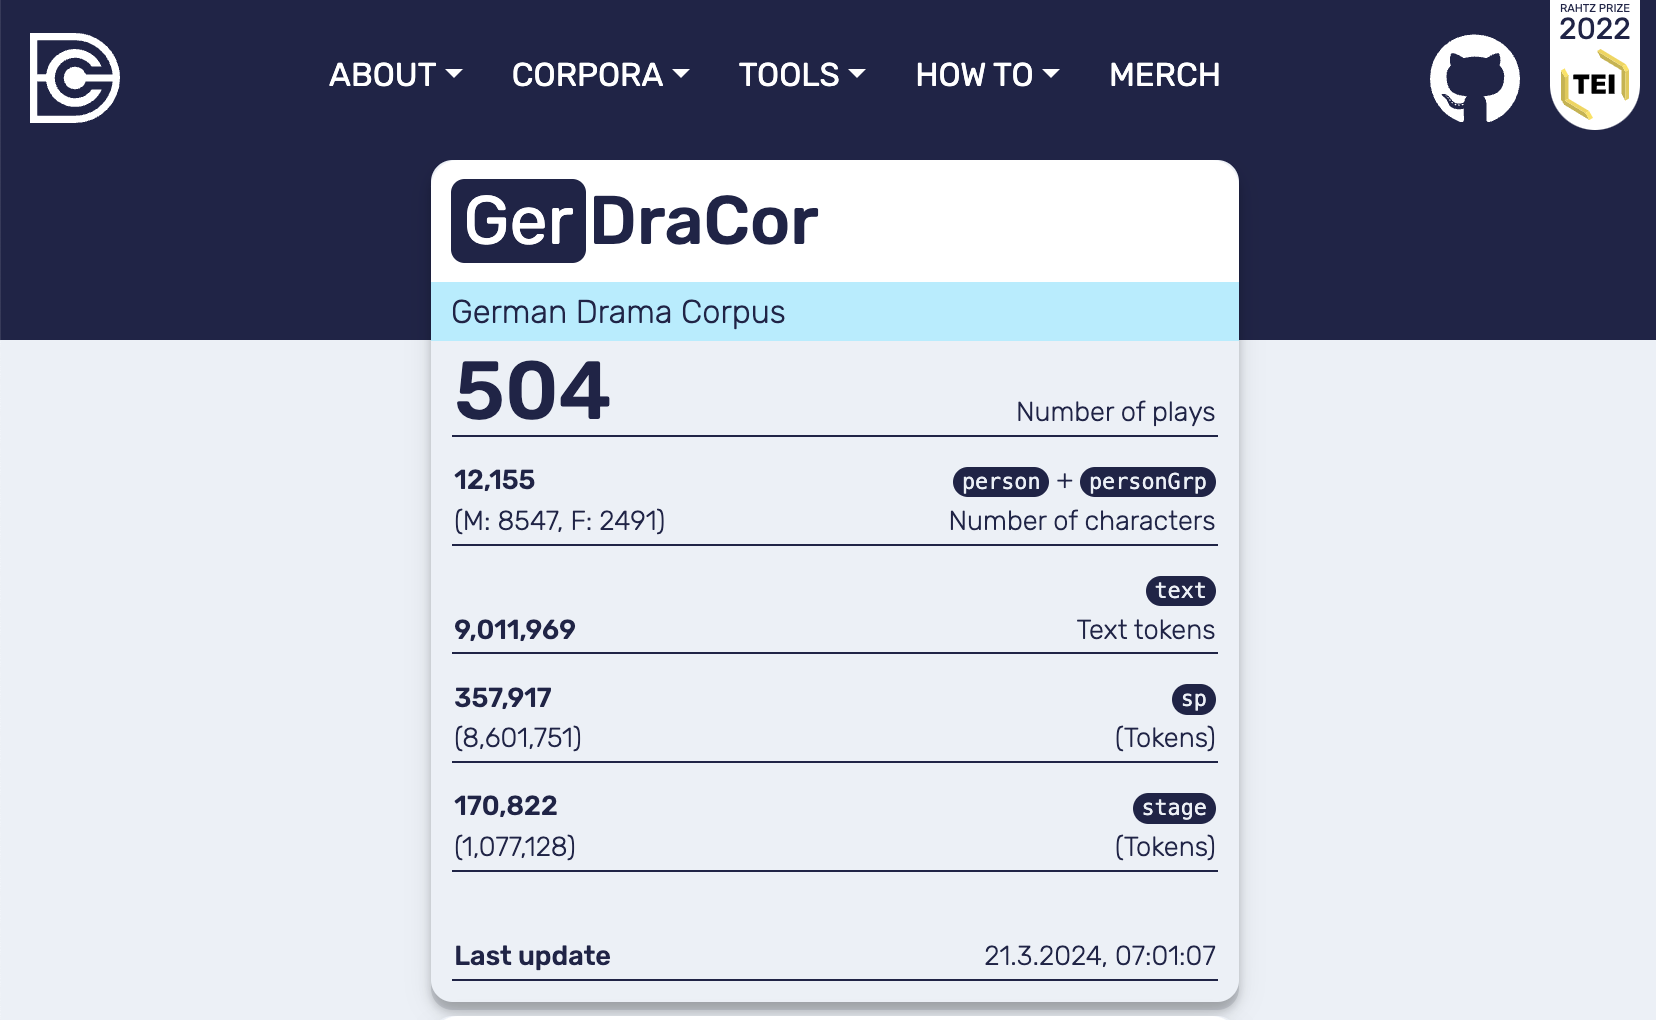 ABOUT CORPORA TOOLS HOW TO MERCH
RAHTZ PRIZE
2022
TEI
GerDraCor
German Drama Corpus
504 Number of plays
12,155 person + personGrp
(M: 8547, F: 2491) Number of characters
text
9,011,969 Text tokens
357,917 sp
(8,601,751) (Tokens)
170,822 stage
(1,077,128) (Tokens)
Last update 21.3.2024, 07:01:07